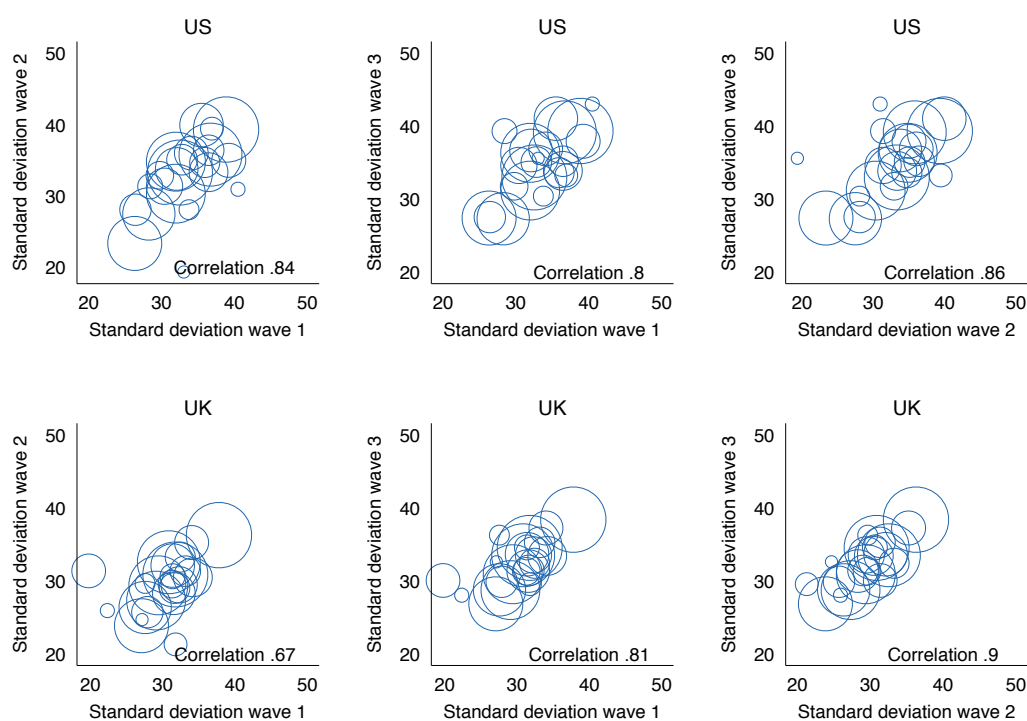 US
Standard deviation wave 2
50
40
30
20
Correlation .84
20 30 40 50
Standard deviation wave 1
US
Standard deviation wave 3
50
40
30
20
Correlation .8
20 30 40 50
Standard deviation wave 1
US
Standard deviation wave 3
50
40
30
20
Correlation .86
20 30 40 50
Standard deviation wave 2
UK
Standard deviation wave 2
50
40
30
20
Correlation .67
20 30 40 50
Standard deviation wave 1
UK
Standard deviation wave 3
50
40
30
20
Correlation .81
20 30 40 50
Standard deviation wave 1
UK
Standard deviation wave 3
50
40
30
20
Correlation .9
20 30 40 50
Standard deviation wave 2